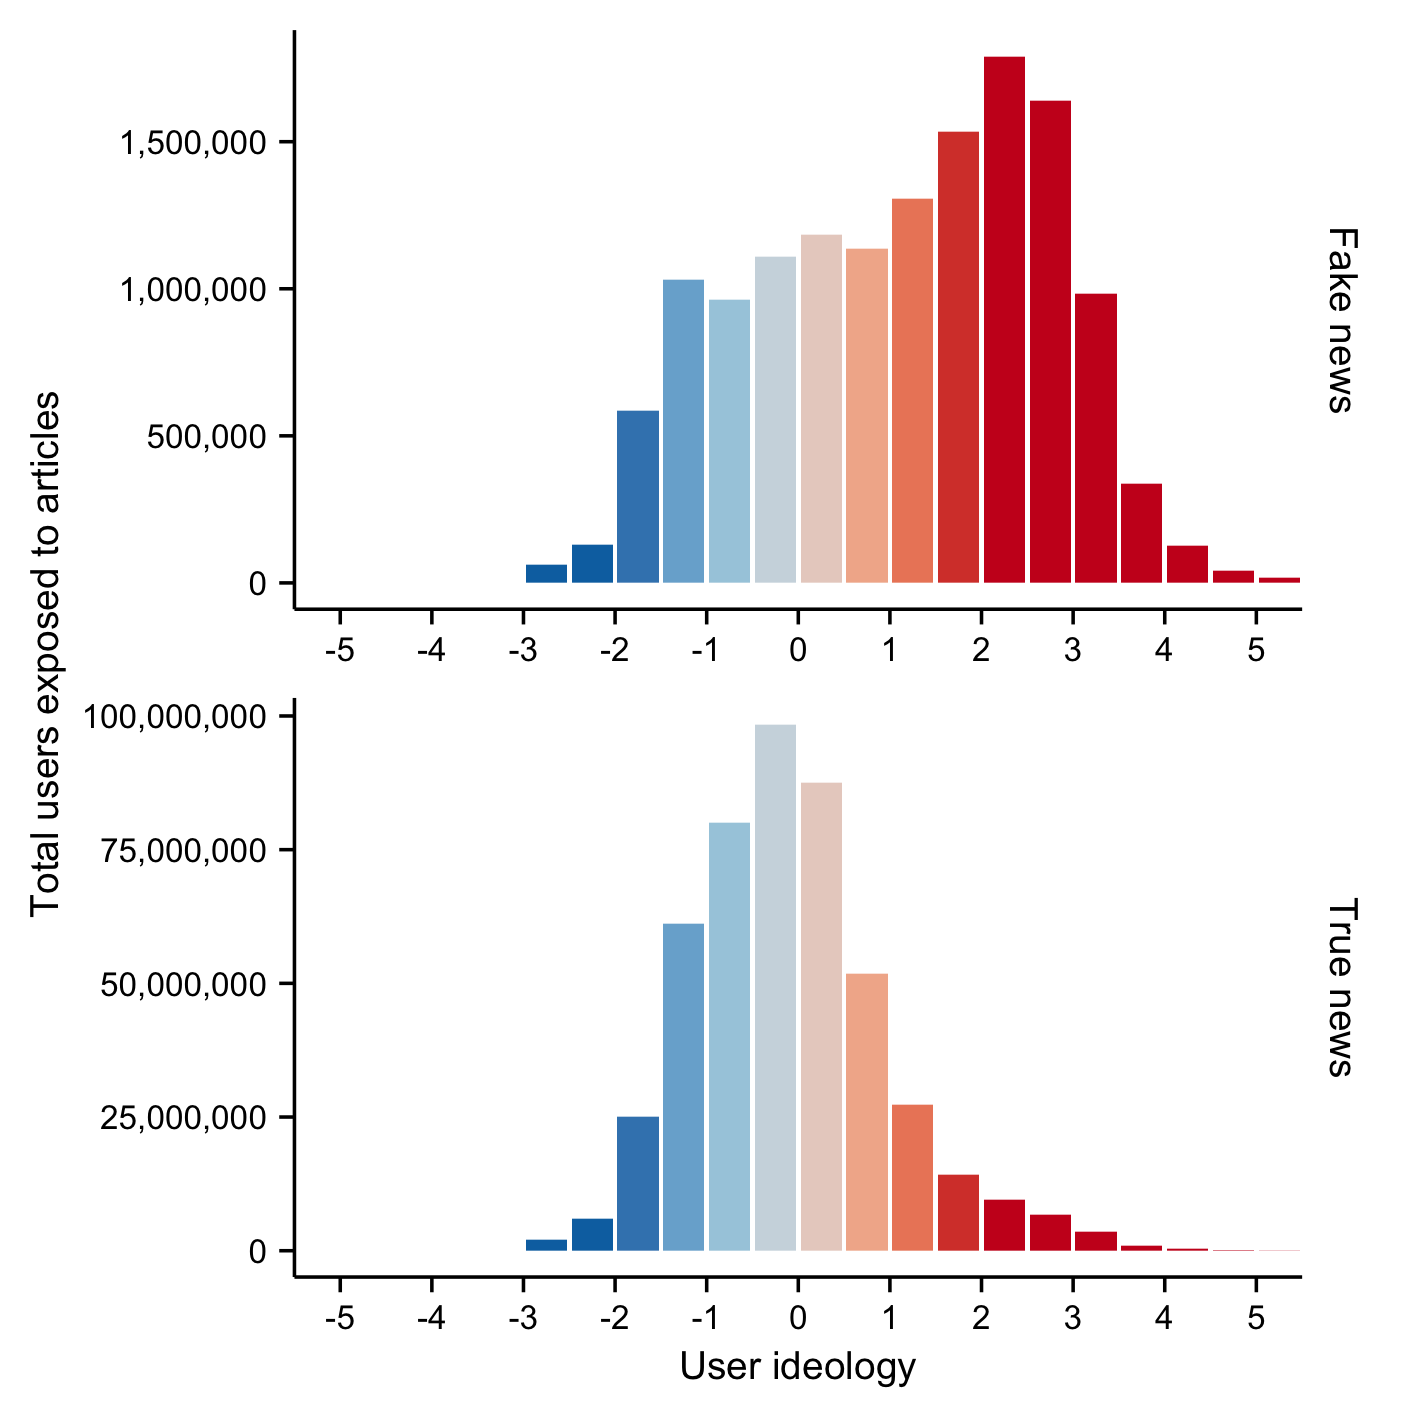 Total users exposed to articles
1,500,000
1,000,000
500,000
0
-5 -4 -3 -2 -1 0 1 2 3 4 5
Fake news
100,000,000
75,000,000
50,000,000
25,000,000
0
-5 -4 -3 -2 -1 0 1 2 3 4 5
True news
User ideology